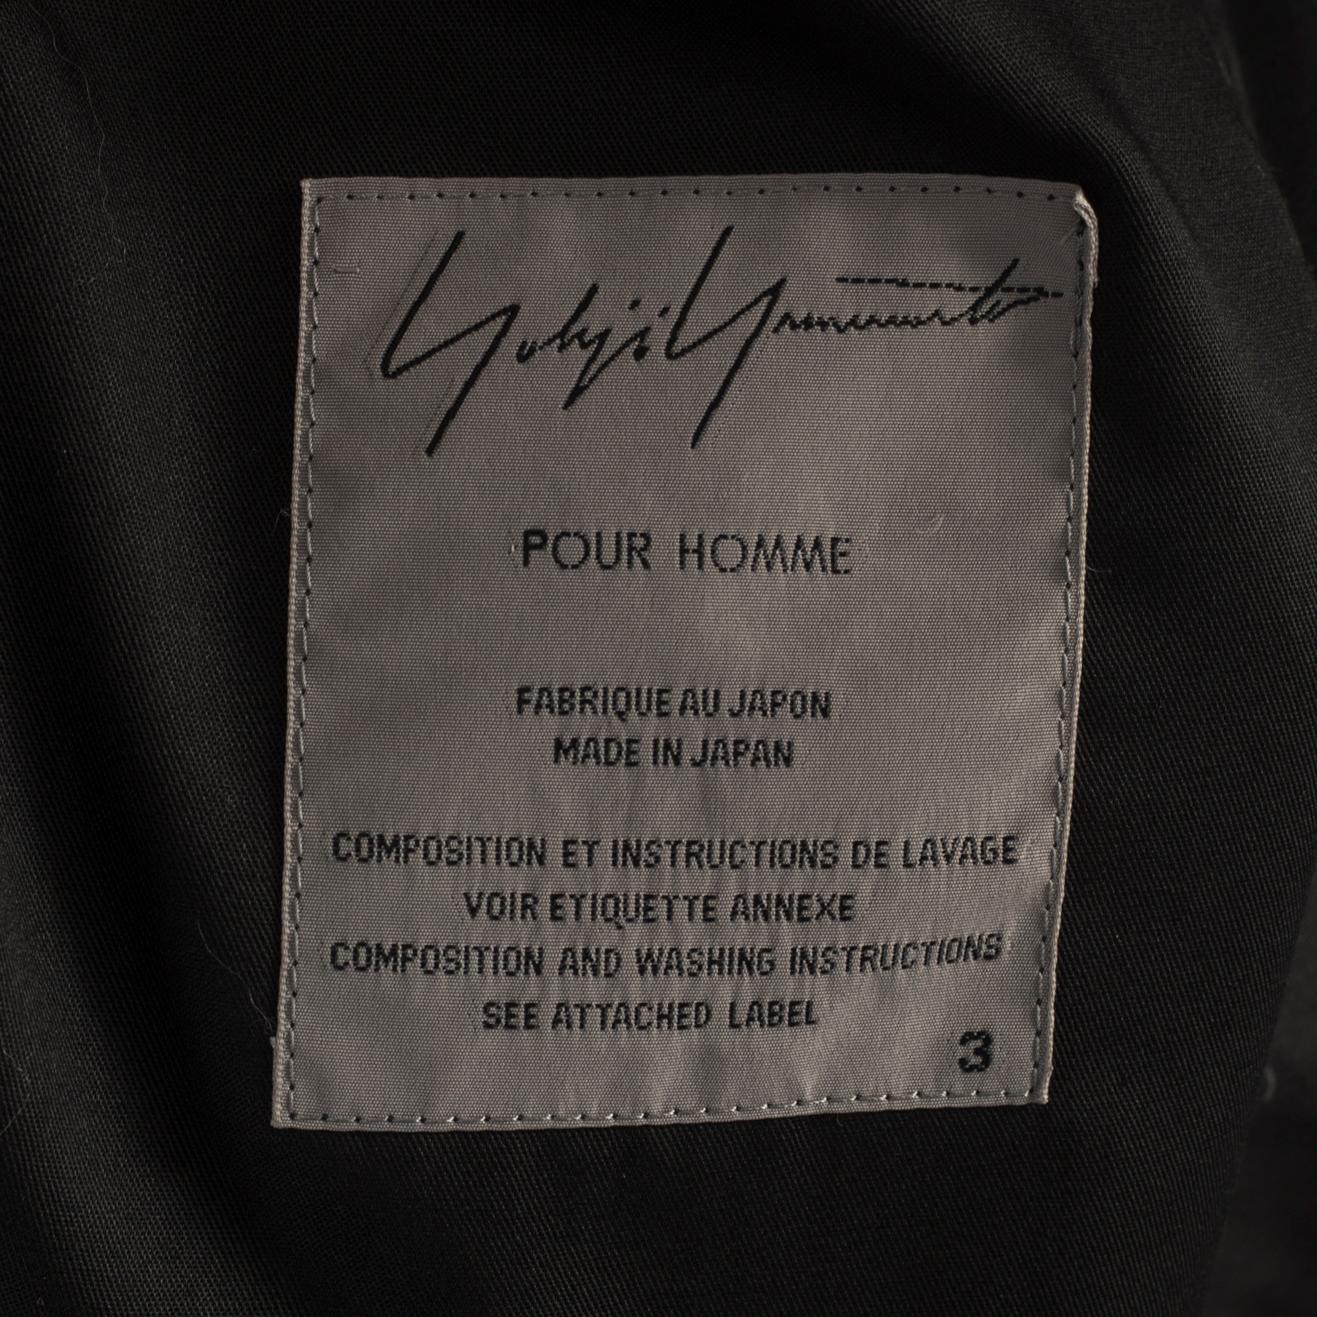 Yohji Yamamoto
POUR HOMME
FABRIQUE AU JAPON
MADE IN JAPAN
COMPOSITION ET INSTRUCTIONS DE LAVAGE
VOIR ETIQUETTE ANNEXE
COMPOSITION AND WASHING INSTRUCTIONS
SEE ATTACHED LABEL
3